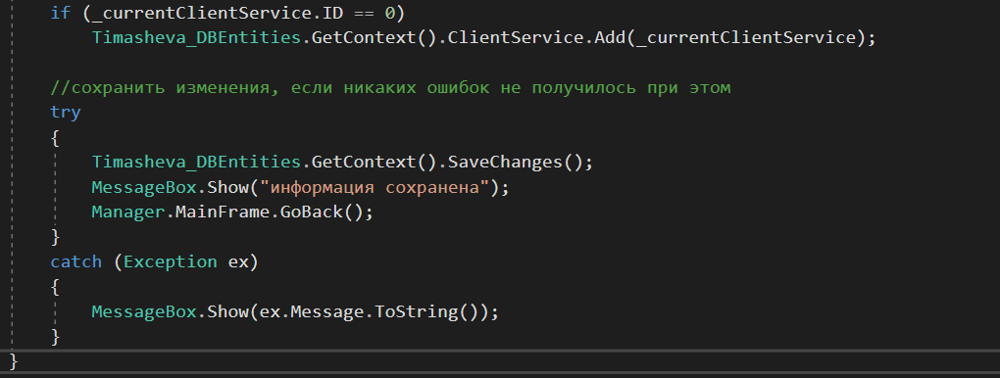 if (_currentClientService.ID == 0)
Timasheva_DBEntities.GetContext().ClientService.Add(_currentClientService);
//сохранить изменения, если никаких ошибок не получилось при этом
try
{
Timasheva_DBEntities.GetContext().SaveChanges();
MessageBox.Show("информация сохранена");
Manager.MainFrame.GoBack();
}
catch (Exception ex)
{
MessageBox.Show(ex.Message.ToString());
}
}